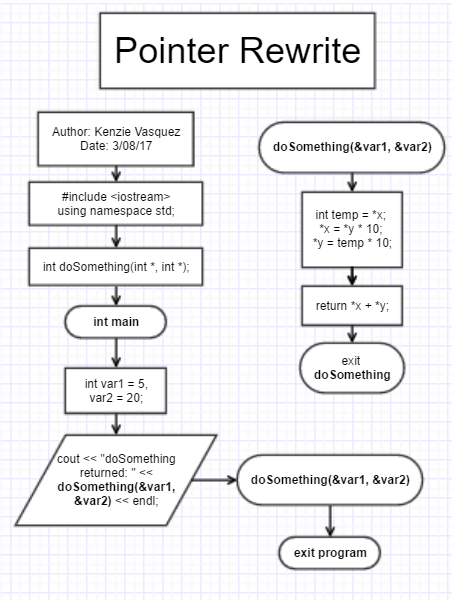 Pointer Rewrite
Author: Kenzie Vasquez
Date: 3/08/17
#include <iostream>
using namespace std;
int doSomething(int *, int *);
int main
int var1 = 5,
var2 = 20;
cout << "doSomething
returned: " <<
doSomething(&var1,
&var2) << endl;
doSomething(&var1, &var2)
exit program
doSomething(&var1, &var2)
int temp = *x;
*x = *y * 10;
*y = temp * 10;
return *x + *y;
exit
doSomething